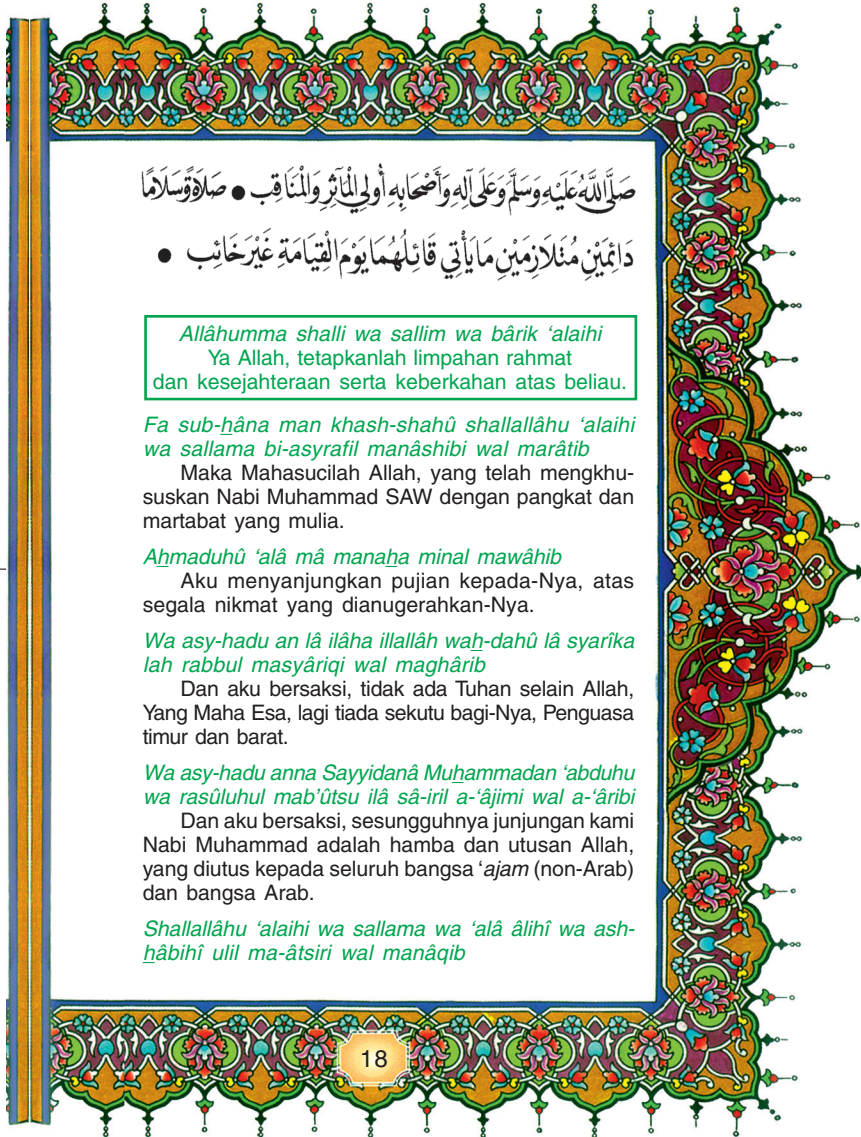 صَلَّى اللَّهُ عَلَيْهِ وَسَلَّمَ وَعَلَى آلِهِ وَأَصْحَابِهِ أُولِي الْمَآثِرِ وَالْمَنَاقِب ● صَلَاةً وَسَلَامًا
دَائِمَيْنِ مُتَلَازِمَيْنِ مَا يَأْتِي قَائِلُهُمَا يَوْمَ الْقِيَامَةِ غَيْرَ خَائِب ●
Allâhumma shalli wa sallim wa bârik ‘alaihi
Ya Allah, tetapkanlah limpahan rahmat
dan kesejahteraan serta keberkahan atas beliau.
Fa sub-h̲âna man khash-shahû shallallâhu ‘alaihi
wa sallama bi-asyrafil manâshibi wal marâtib
Maka Mahasucilah Allah, yang telah mengkhu-
suskan Nabi Muhammad SAW dengan pangkat dan
martabat yang mulia.
Ah̲maduhû ‘alâ mâ manah̲a minal mawâhib
Aku menyanjungkan pujian kepada-Nya, atas
segala nikmat yang dianugerahkan-Nya.
Wa asy-hadu an lâ ilâha illallâh wah̲-dahû lâ syarîka
lah rabbul masyâriqi wal maghârib
Dan aku bersaksi, tidak ada Tuhan selain Allah,
Yang Maha Esa, lagi tiada sekutu bagi-Nya, Penguasa
timur dan barat.
Wa asy-hadu anna Sayyidanâ Muh̲ammadan ‘abduhu
wa rasûluhul mab’ûtsu ilâ sâ-iril a-‘âjimi wal a-‘âribi
Dan aku bersaksi, sesungguhnya junjungan kami
Nabi Muhammad adalah hamba dan utusan Allah,
yang diutus kepada seluruh bangsa ‘ajam (non-Arab)
dan bangsa Arab.
Shallallâhu ‘alaihi wa sallama wa ‘alâ âlihî wa ash-
h̲âbihî ulil ma-âtsiri wal manâqib
18